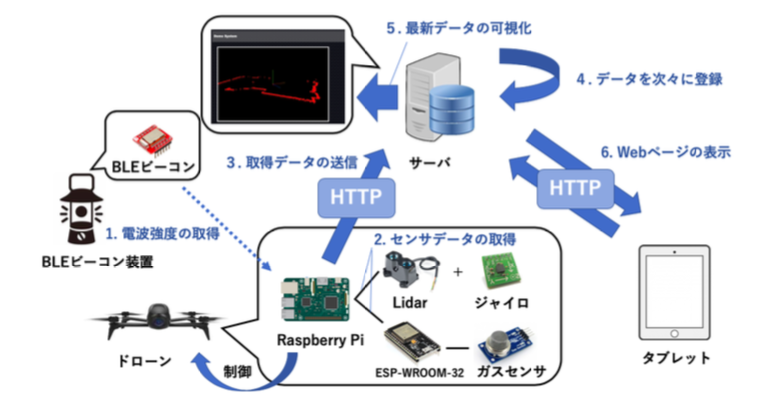 5. 最新データの可視化
4. データを次々に登録
BLEビーコン
3. 取得データの送信
サーバ
6. Webページの表示
HTTP
HTTP
1. 電波強度の取得
2. センサデータの取得
BLEビーコン装置
Lidar
+
ジャイロ
Raspberry Pi
ドローン
制御
ESP-WROOM-32
ガスセンサ
タブレット